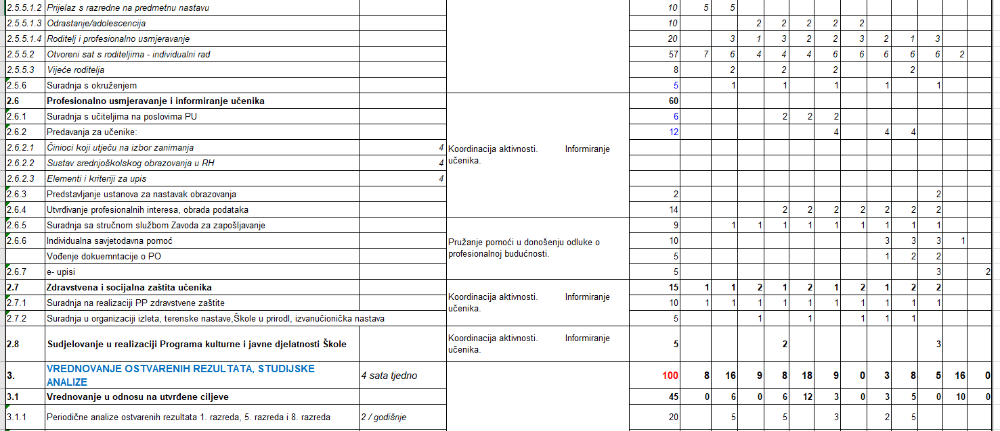 2.5.5.1.2 Prijelaz s razredne na predmetnu nastavu 10 5 5
2.5.5.1.3 Odrastanje/adolescencija 10 2 2 2 2 2
2.5.5.1.4 Roditelj i profesionalno usmjeravanje 20 3 1 3 2 2 3 2 1 3
2.5.5.2 Otvoreni sat s roditeljima - individualni rad 57 7 6 4 4 4 6 6 6 6 6 2
2.5.5.3 Vijeće roditelja 8 2 2 2 2
2.5.6 Suradnja s okruženjem 5 1 1 1 1 1
2.6 Profesionalno usmjeravanje i informiranje učenika 60
2.6.1 Suradnja s učiteljima na poslovima PU 6 2 2 2
2.6.2 Predavanja za učenike: 12 4 4 4
2.6.2.1 Činioci koji utječu na izbor zanimanja 4
Koordinacija aktivnosti. Informiranje
učenika.
2.6.2.2 Sustav srednjoškolskog obrazovanja u RH 4
2.6.2.3 Elementi i kriteriji za upis 4
2.6.3 Predstavljanje ustanova za nastavak obrazovanja 2 2
2.6.4 Utvrđivanje profesionalnih interesa, obrada podataka 14 2 2 2 2 2 2 2
2.6.5 Suradnja sa stručnom službom Zavoda za zapošljavanje 9 1 1 1 1 1 1 1 1 1
2.6.6 Individualna savjetodavna pomoć 10 3 3 3 1
Pružanje pomoći u donošenju odluke o
profesionalnoj budućnosti.
Vođenje dokuemntacije o PO 5 1 2 2
2.6.7 e- upisi 5 3 2
2.7 Zdravstvena i socijalna zaštita učenika 15 1 1 2 1 2 1 2 1 2 2
Koordinacija aktivnosti. Informiranje
učenika.
2.7.1 Suradnja na realizaciji PP zdravstvene zaštite 10 1 1 1 1 1 1 1 1 1 1
2.7.2 Suradnja u organizaciji izleta, terenske nastave,Škole u prirodI, izvanučionička nastava 5 1 1 1 1 1
2.8 Sudjelovanje u realizaciji Programa kulturne i javne djelatnosti Škole 5 2 3
Koordinacija aktivnosti. Informiranje
učenika.
3. VREDNOVANJE OSTVARENIH REZULTATA, STUDIJSKE
ANALIZE 4 sata tjedno 100 8 16 9 8 18 9 0 3 8 5 16 0
3.1 Vrednovanje u odnosu na utvrđene ciljeve 45 0 6 0 6 12 3 0 3 5 0 10 0
3.1.1 Periodične analize ostvarenih rezultata 1. razreda, 5. razreda i 8. razreda 2 / godišnje 20 5 5 3 2 5